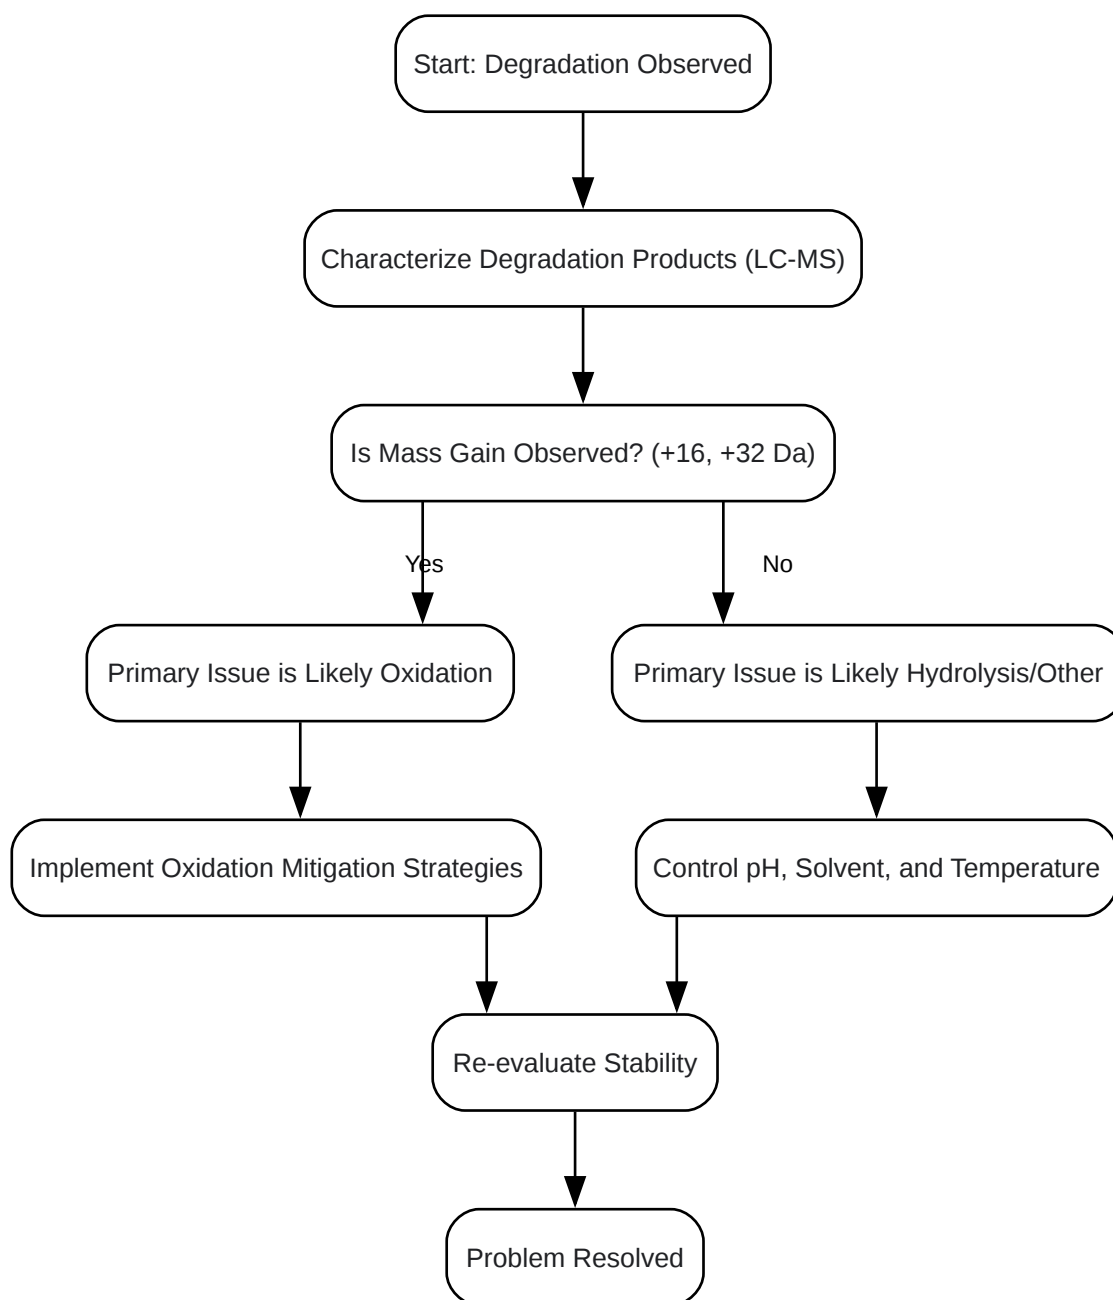 Start: Degradation Observed
Characterize Degradation Products (LC-MS)
Is Mass Gain Observed? (+16, +32 Da)
Yes
No
Primary Issue is Likely Oxidation
Primary Issue is Likely Hydrolysis/Other
Implement Oxidation Mitigation Strategies
Control pH, Solvent, and Temperature
Re-evaluate Stability
Problem Resolved